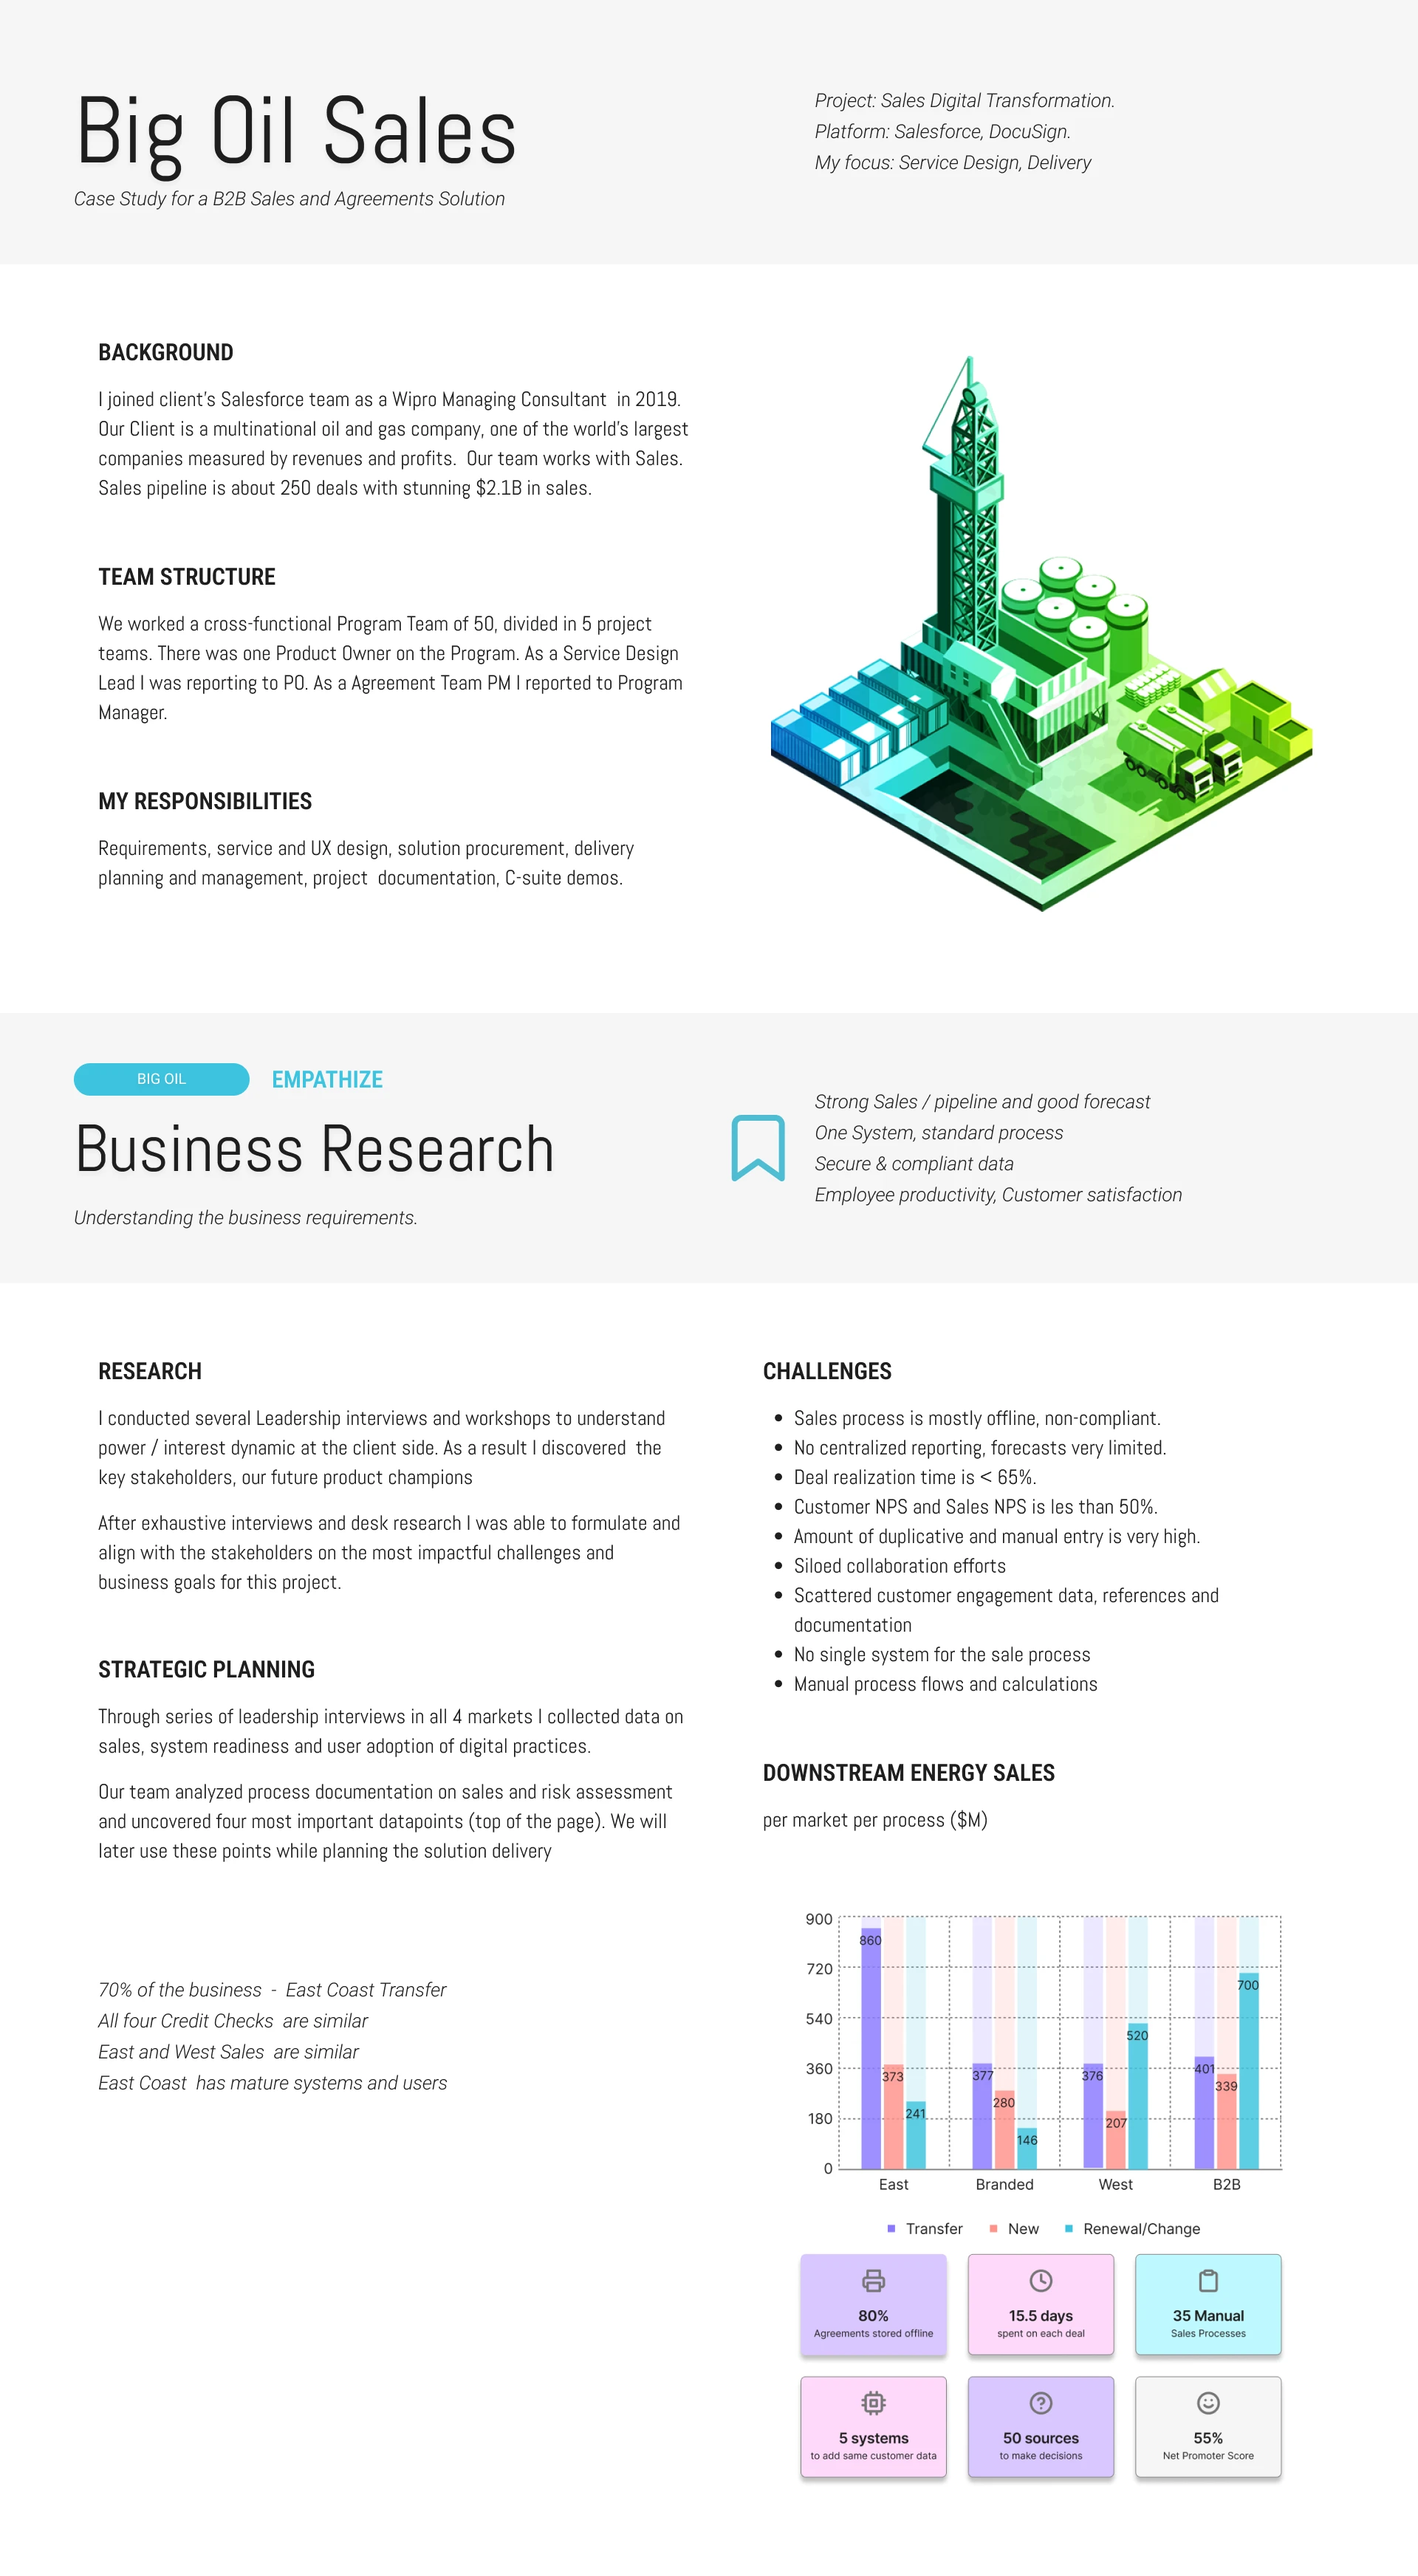 Big Oil Sales
Case Study for a B2B Sales and Agreements Solution
Project: Sales Digital Transformation.
Platform: Salesforce, DocuSign.
My focus: Service Design, Delivery
BACKGROUND
I joined client's Salesforce team as a Wipro Managing Consultant  in 2019.
Our Client is a multinational oil and gas company, one of the world's largest
companies measured by revenues and profits.  Our team works with Sales.
Sales pipeline is about 250 deals with stunning $2.1B in sales.
TEAM STRUCTURE
We worked a cross-functional Program Team of 50, divided in 5 project
teams. There was one Product Owner on the Program. As a Service Design
Lead I was reporting to PO. As a Agreement Team PM I reported to Program
Manager.
MY RESPONSIBILITIES
Requirements, service and UX design, solution procurement, delivery
planning and management, project  documentation, C-suite demos.
BIG OIL
EMPATHIZE
Business Research
Understanding the business requirements.
Strong Sales / pipeline and good forecast
One System, standard process
Secure & compliant data
Employee productivity, Customer satisfaction
RESEARCH
I conducted several Leadership interviews and workshops to understand
power / interest dynamic at the client side. As a result I discovered  the
key stakeholders, our future product champions
After exhaustive interviews and desk research I was able to formulate and
align with the stakeholders on the most impactful challenges and
business goals for this project.
STRATEGIC PLANNING
Through series of leadership interviews in all 4 markets I collected data on
sales, system readiness and user adoption of digital practices.
Our team analyzed process documentation on sales and risk assessment
and uncovered four most important datapoints (top of the page). We will
later use these points while planning the solution delivery
70% of the business  -  East Coast Transfer
All four Credit Checks  are similar
East and West Sales  are similar
East Coast  has mature systems and users
CHALLENGES
• Sales process is mostly offline, non-compliant.
• No centralized reporting, forecasts very limited.
• Deal realization time is < 65%.
• Customer NPS and Sales NPS is les than 50%.
• Amount of duplicative and manual entry is very high.
• Siloed collaboration efforts
• Scattered customer engagement data, references and
documentation
• No single system for the sale process
• Manual process flows and calculations
DOWNSTREAM ENERGY SALES
per market per process ($M)
900
720
540
360
180
0
860
373
241
377
280
146
376
207
520
401
339
700
East
Branded
West
B2B
Transfer
New
Renewal/Change
80%
Agreements stored offline
15.5 days
spent on each deal
35 Manual
Sales Processes
5 systems
to add same customer data
50 sources
to make decisions
55%
Net Promoter Score